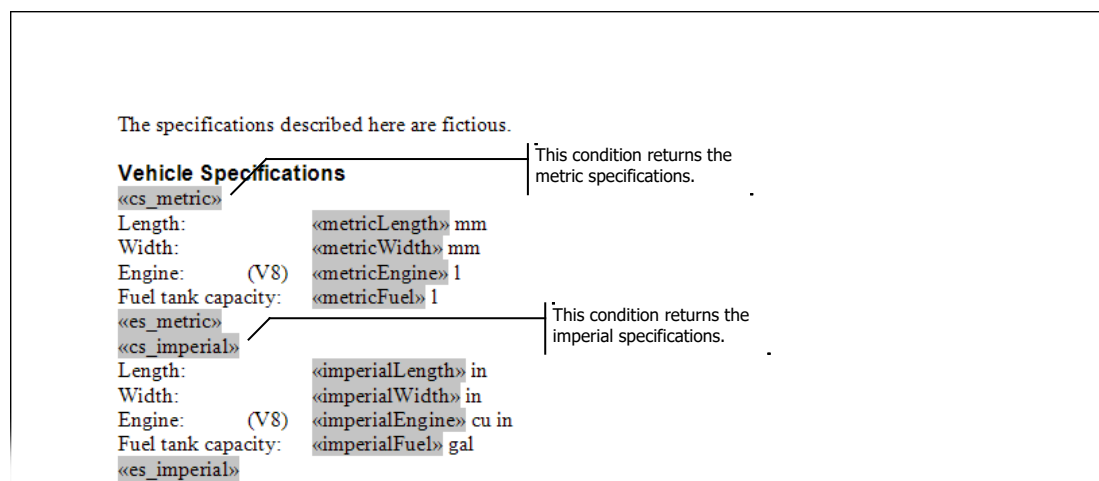 The specifications described here are fictious.
This condition returns the
metric specifications.
Vehicle Specifications
«cs_metric»
Length: «metricLength» mm
Width: «metricWidth» mm
Engine: (V8) «metricEngine» l
Fuel tank capacity: «metricFuel» l
This condition returns the
imperial specifications.
«es_metric»
«cs_imperial»
Length: «imperialLength» in
Width: «imperialWidth» in
Engine: (V8) «imperialEngine» cu in
Fuel tank capacity: «imperialFuel» gal
«es_imperial»